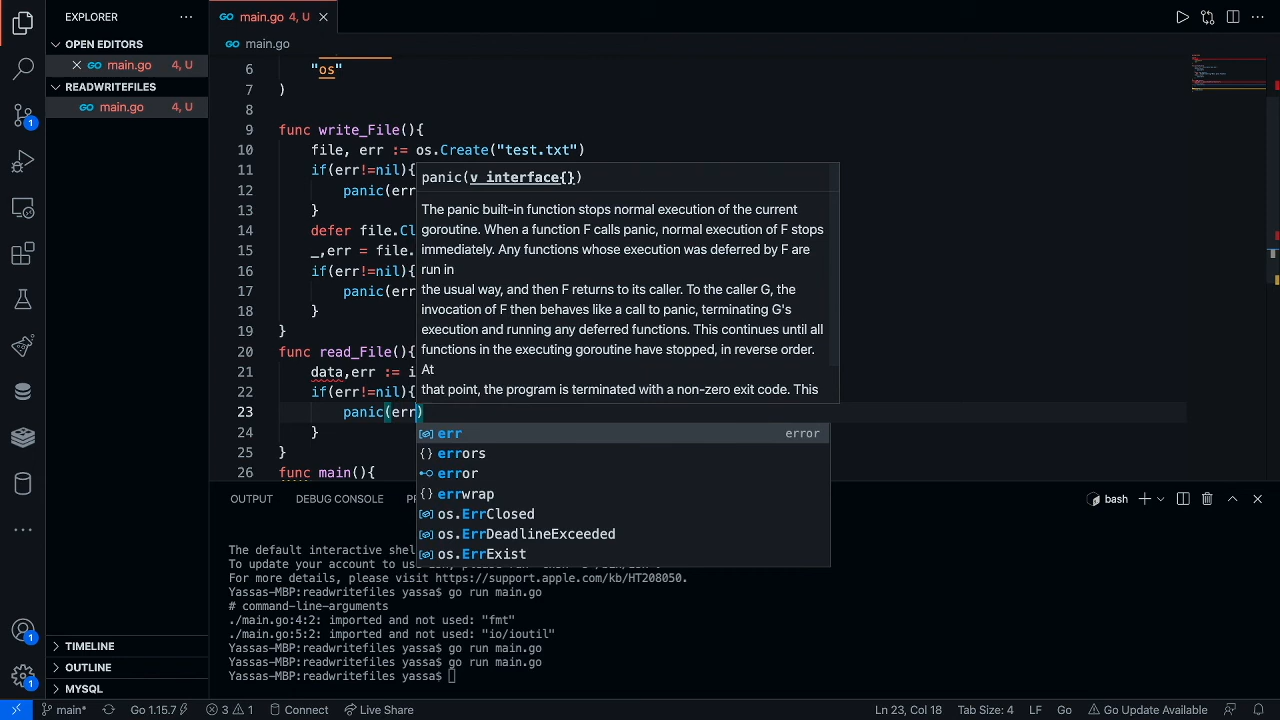 EXPLORER
OPEN EDITORS
main.go 4, U
READWRITEFILES
main.go 4, U
TIMELINE
OUTLINE
MYSQL
main.go 4, U
main.go
6 "os"
7 )
8
9 func write_File(){
10 file, err := os.Create("test.txt")
11 if(err!=nil){
12 panic(err
13 }
14 defer file.Cl
15 _,err = file.
16 if(err!=nil){
17 panic(err
18 }
19 }
20 func read_File(){
21 data,err := i
22 if(err!=nil){
23 panic(err)
24 }
25 }
26 func main(){
panic(v interface{})
The panic built-in function stops normal execution of the current
goroutine. When a function F calls panic, normal execution of F stops
immediately. Any functions whose execution was deferred by F are
run in
the usual way, and then F returns to its caller. To the caller G, the
invocation of F then behaves like a call to panic, terminating G's
execution and running any deferred functions. This continues until all
functions in the executing goroutine have stopped, in reverse order.
At
that point, the program is terminated with a non-zero exit code. This
err error
errors
error
errwrap
os.ErrClosed
os.ErrDeadlineExceeded
os.ErrExist
OUTPUT DEBUG CONSOLE bash
The default interactive shel
To update your account to use
For more details, please visit https://support.apple.com/kb/HT208050.
Yassas-MBP:readwritefiles yassa$ go run main.go
# command-line-arguments
./main.go:4:2: imported and not used: "fmt"
./main.go:5:2: imported and not used: "io/ioutil"
Yassas-MBP:readwritefiles yassa$ go run main.go
Yassas-MBP:readwritefiles yassa$ go run main.go
Yassas-MBP:readwritefiles yassa$
main* Go 1.15.7 3 1 Connect Live Share Ln 23, Col 18 Tab Size: 4 LF Go Go Update Available